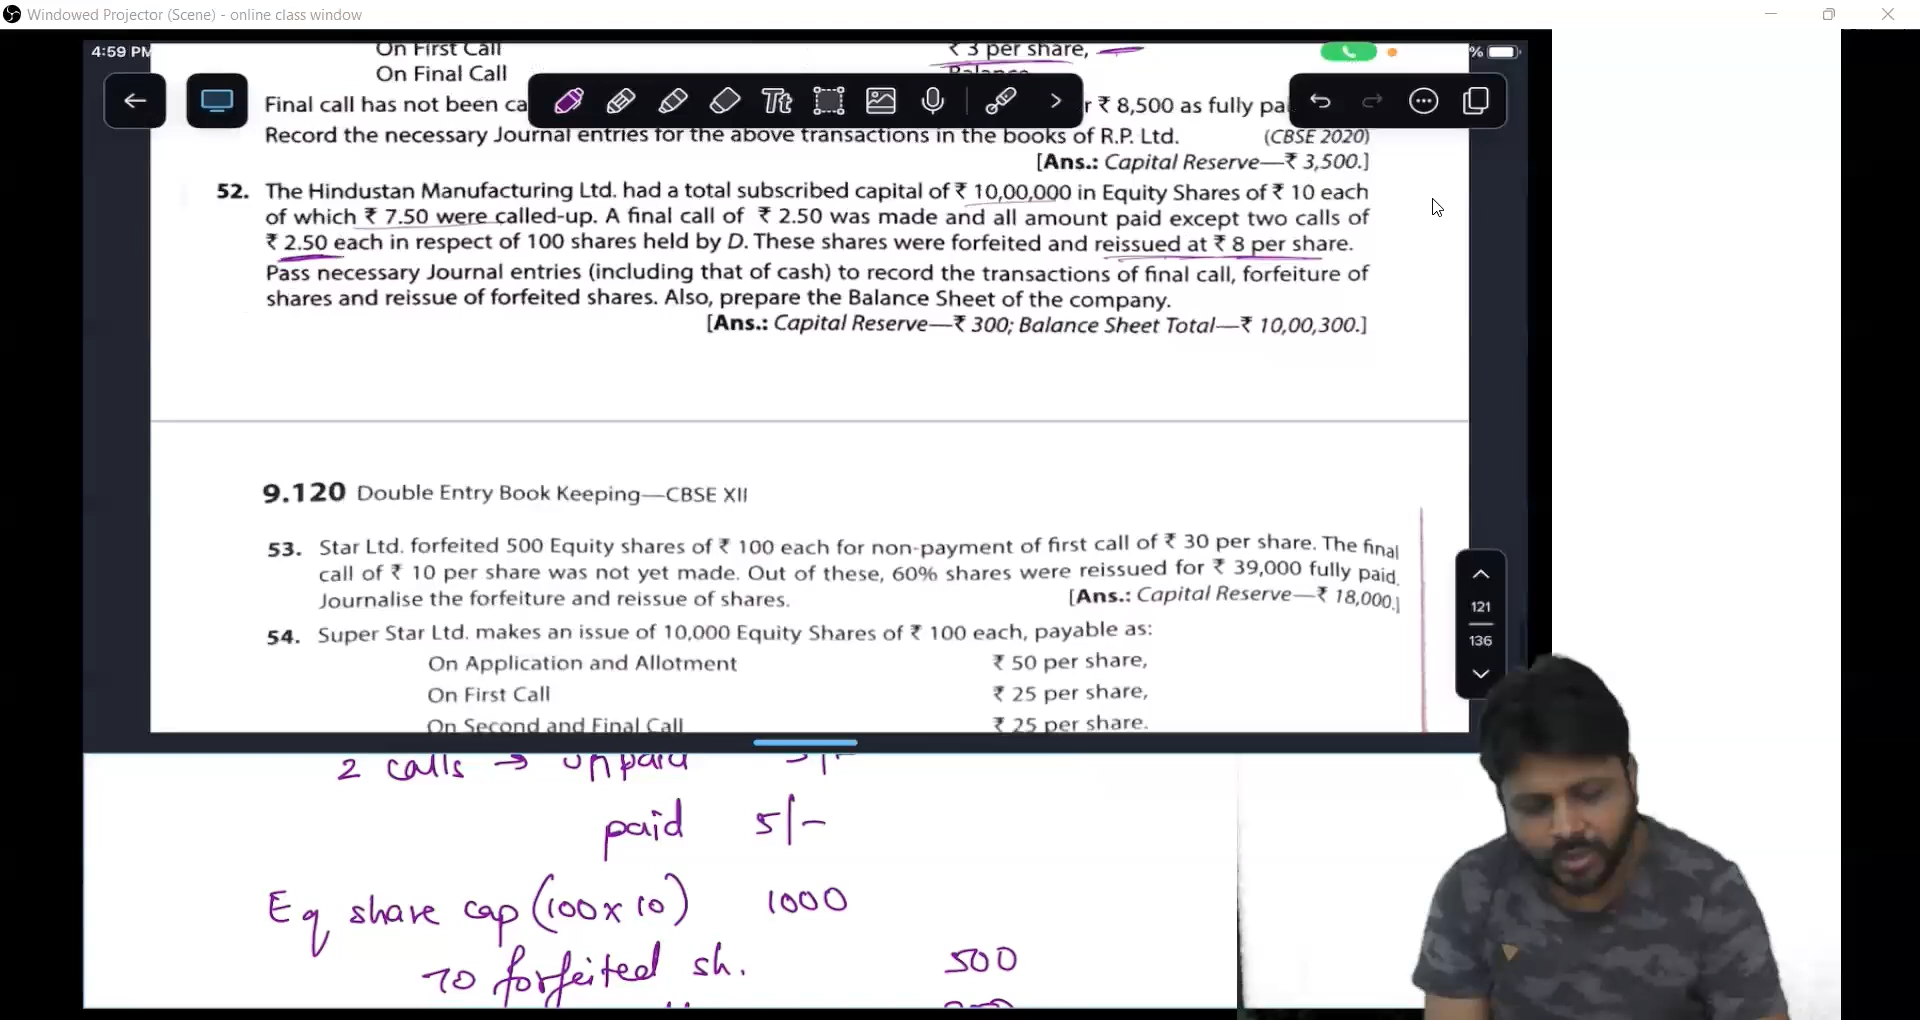 Windowed Projector (Scene) - online class window
4:59 PM
%
On First Call ₹ 3 per share,
On Final Call Balance
Final call has not been ca r ₹ 8,500 as fully pa
Record the necessary Journal entries for the above transactions in the books of R.P. Ltd. (CBSE 2020)
[Ans.: Capital Reserve—₹ 3,500.]
52. The Hindustan Manufacturing Ltd. had a total subscribed capital of ₹ 10,00,000 in Equity Shares of ₹ 10 each
of which ₹ 7.50 were called-up. A final call of ₹ 2.50 was made and all amount paid except two calls of
₹ 2.50 each in respect of 100 shares held by D. These shares were forfeited and reissued at ₹ 8 per share.
Pass necessary Journal entries (including that of cash) to record the transactions of final call, forfeiture of
shares and reissue of forfeited shares. Also, prepare the Balance Sheet of the company.
[Ans.: Capital Reserve—₹ 300; Balance Sheet Total—₹ 10,00,300.]
9.120 Double Entry Book Keeping—CBSE XII
53. Star Ltd. forfeited 500 Equity shares of ₹ 100 each for non-payment of first call of ₹ 30 per share. The final
call of ₹ 10 per share was not yet made. Out of these, 60% shares were reissued for ₹ 39,000 fully paid.
Journalise the forfeiture and reissue of shares. [Ans.: Capital Reserve—₹ 18,000.]
54. Super Star Ltd. makes an issue of 10,000 Equity Shares of ₹ 100 each, payable as:
On Application and Allotment ₹ 50 per share,
On First Call ₹ 25 per share,
On Second and Final Call ₹ 25 per share.
Tt
121
136
2 calls → unpaid 5/-
paid 5/-
Eq share cap (100 x 10) 1000
To forfeited sh. 500